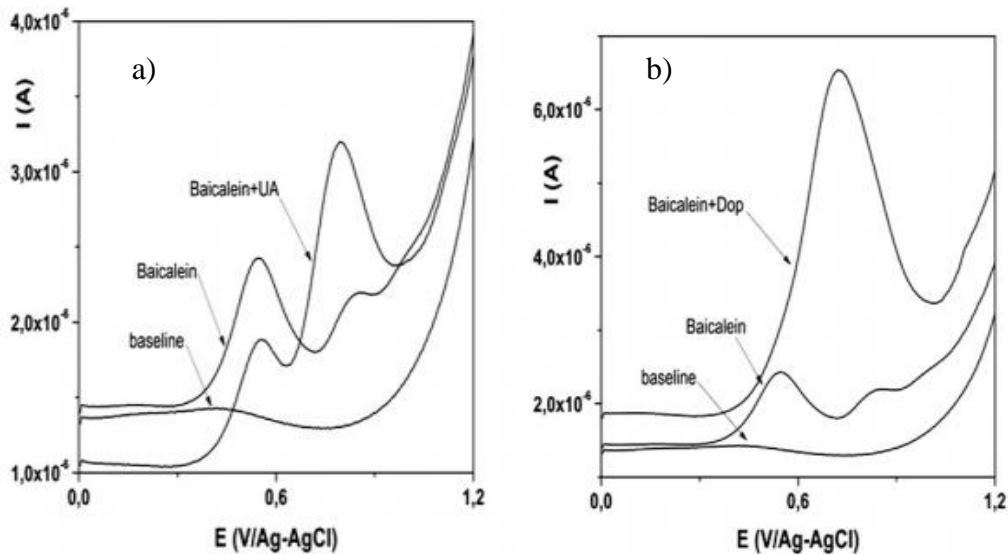 a)
I (A)
4,0x10⁻⁶
3,0x10⁻⁶
2,0x10⁻⁶
1,0x10⁻⁶
Baicalein+UA
Baicalein
baseline
0,0
0,6
1,2
E (V/Ag-AgCl)
b)
I (A)
6,0x10⁻⁶
4,0x10⁻⁶
2,0x10⁻⁶
Baicalein+Dop
Baicalein
baseline
0,0
0,6
1,2
E (V/Ag-AgCl)